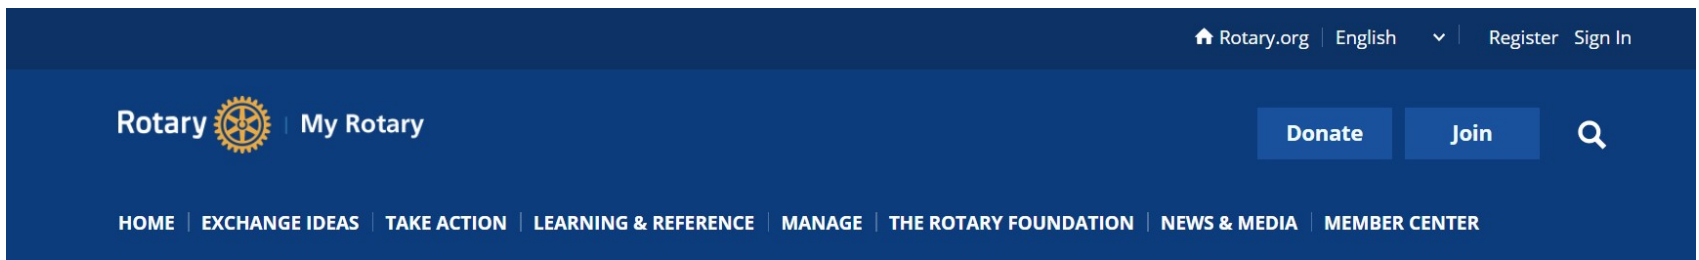 Rotary.org English Register Sign In
Rotary My Rotary
Donate Join
HOME EXCHANGE IDEAS TAKE ACTION LEARNING & REFERENCE MANAGE THE ROTARY FOUNDATION NEWS & MEDIA MEMBER CENTER